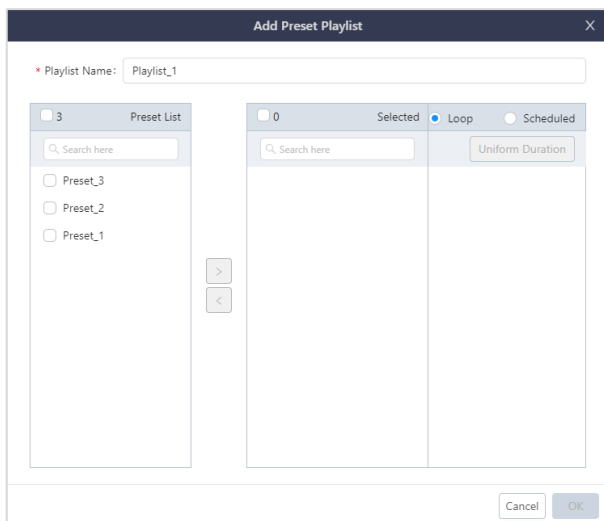 Add Preset Playlist X
* Playlist Name: Playlist_1
3 Preset List
0 Selected Loop Scheduled
Search here
Search here Uniform Duration
Preset_3
Preset_2
Preset_1
>
<
Cancel OK